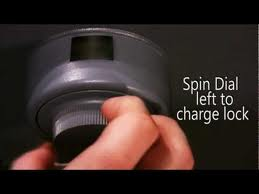 Spin Dial
left to
charge lock